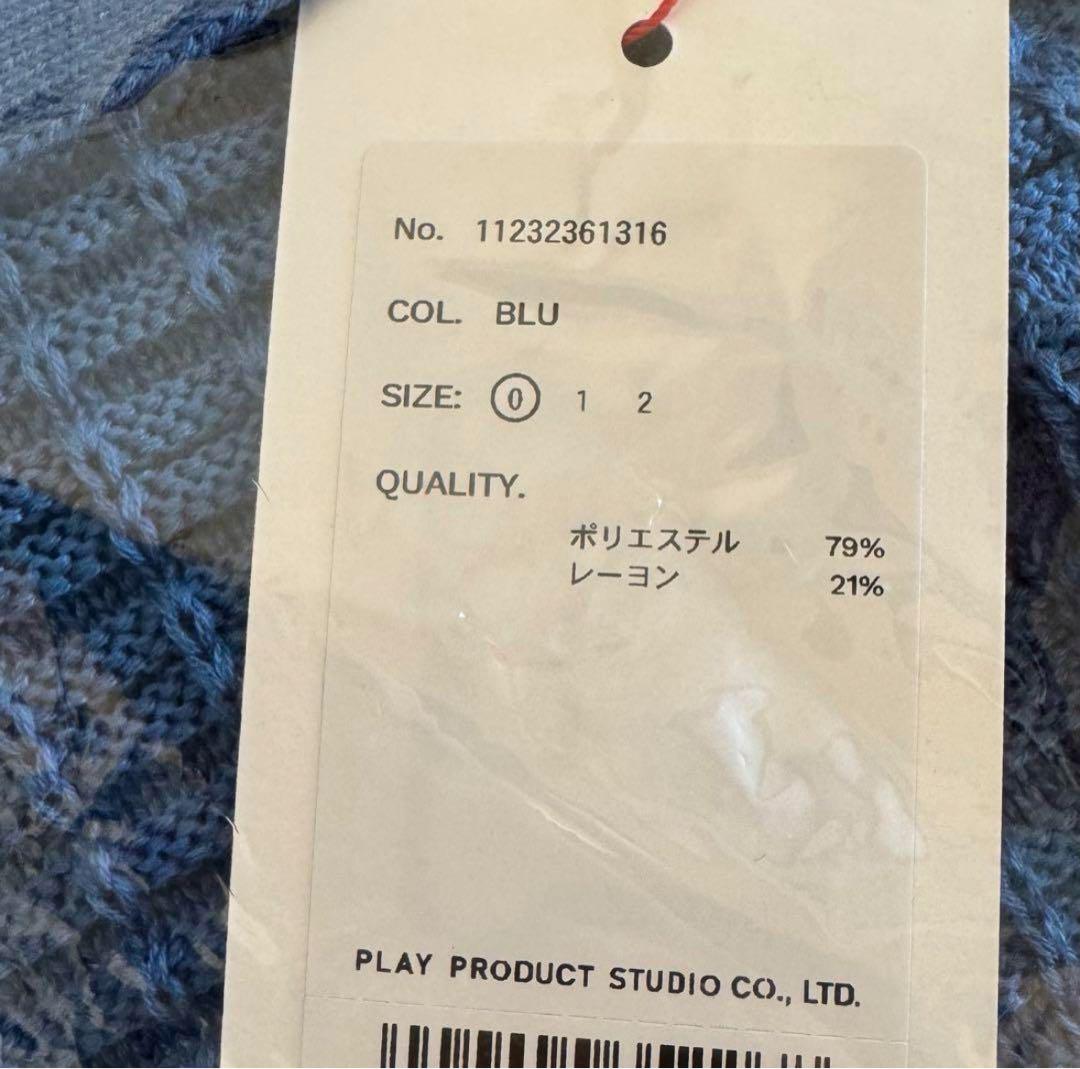 No. 11232361316
COL. BLU
SIZE: 0 1 2
QUALITY.
ポリエステル 79%
レーヨン 21%
PLAY PRODUCT STUDIO CO., LTD.